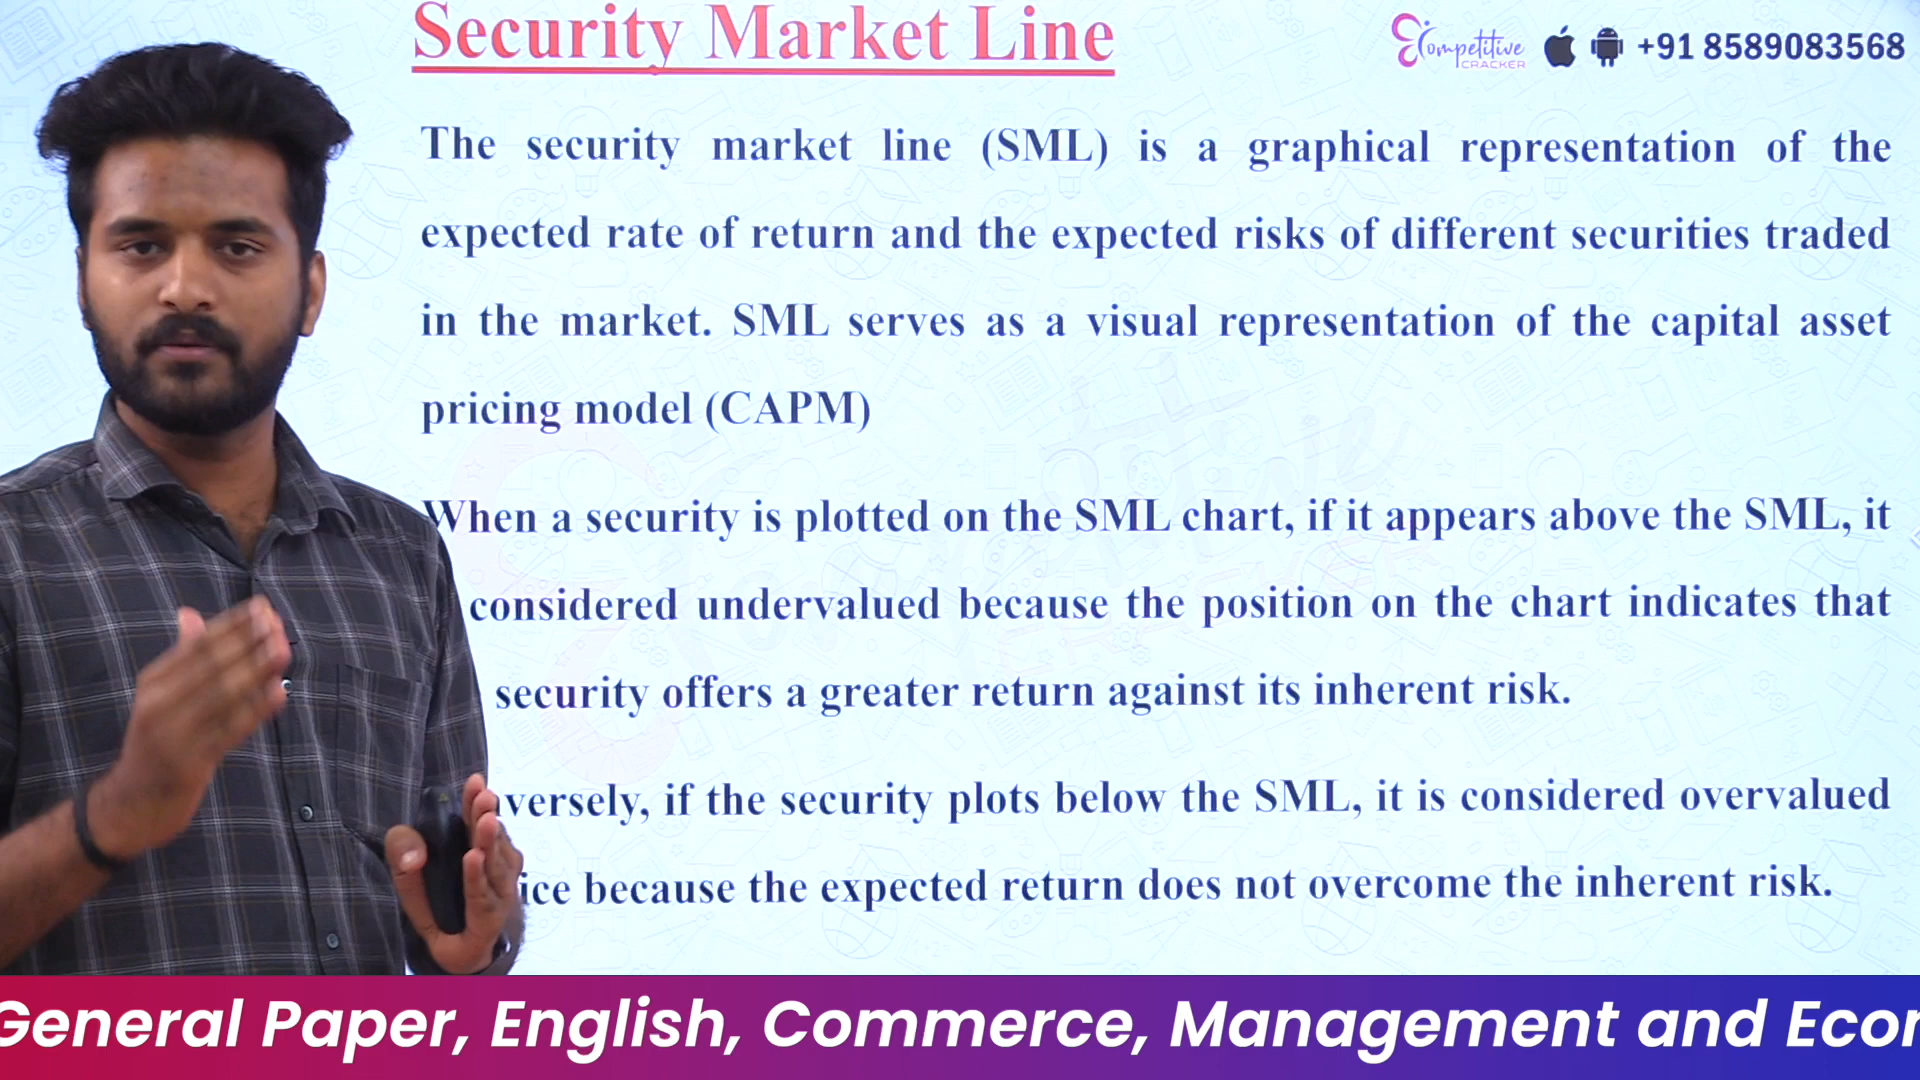 Security Market Line
Competitive
CRACKER
+91 8589083568
The security market line (SML) is a graphical representation of the
expected rate of return and the expected risks of different securities traded
in the market. SML serves as a visual representation of the capital asset
pricing model (CAPM)
When a security is plotted on the SML chart, if it appears above the SML, it
considered undervalued because the position on the chart indicates that
security offers a greater return against its inherent risk.
versely, if the security plots below the SML, it is considered overvalued
ice because the expected return does not overcome the inherent risk.
General Paper, English, Commerce, Management and Econ